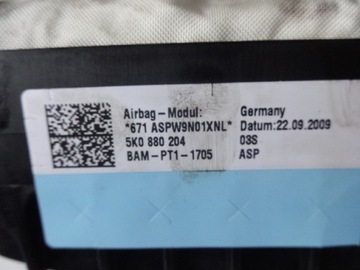 Airbag-Modul: Germany
*671 ASPW9N01XNL* Datum:22.09.2009
5K0 880 204 03S
BAM-PT1-1705 ASP